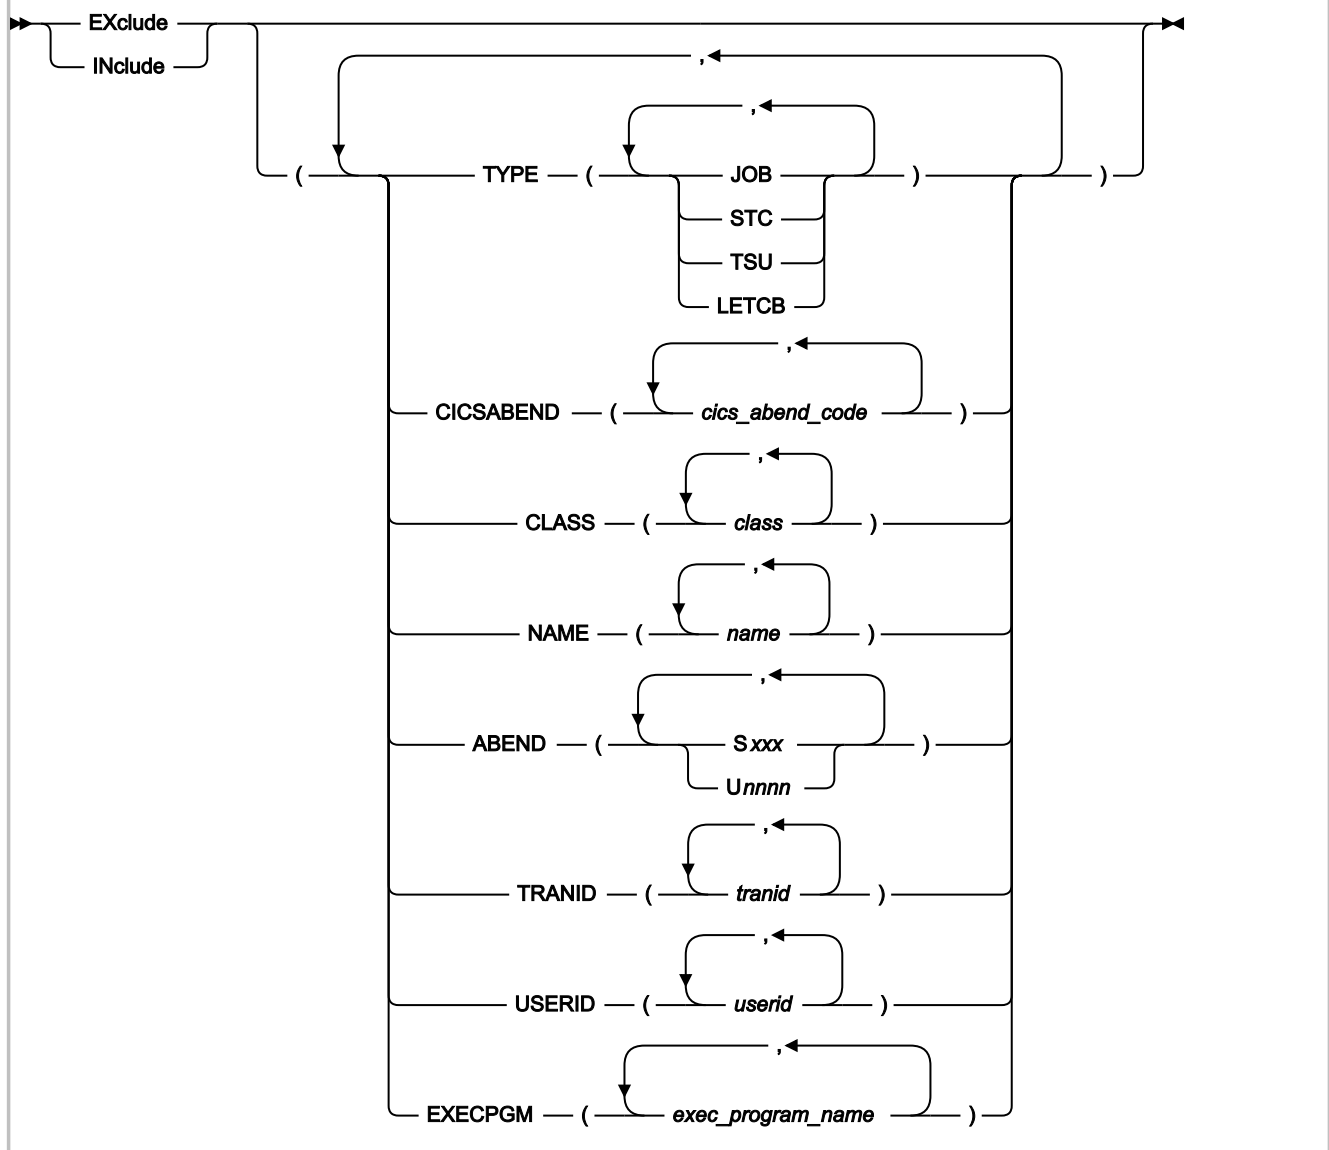 EXclude
INclude
,
,
( TYPE ( JOB ) )
STC
TSU
LETCB
,
CICSABEND ( cics_abend_code )
,
CLASS ( class )
,
NAME ( name )
,
ABEND ( Sxxx )
Unnnn
,
TRANID ( tranid )
,
USERID ( userid )
,
EXECPGM ( exec_program_name )